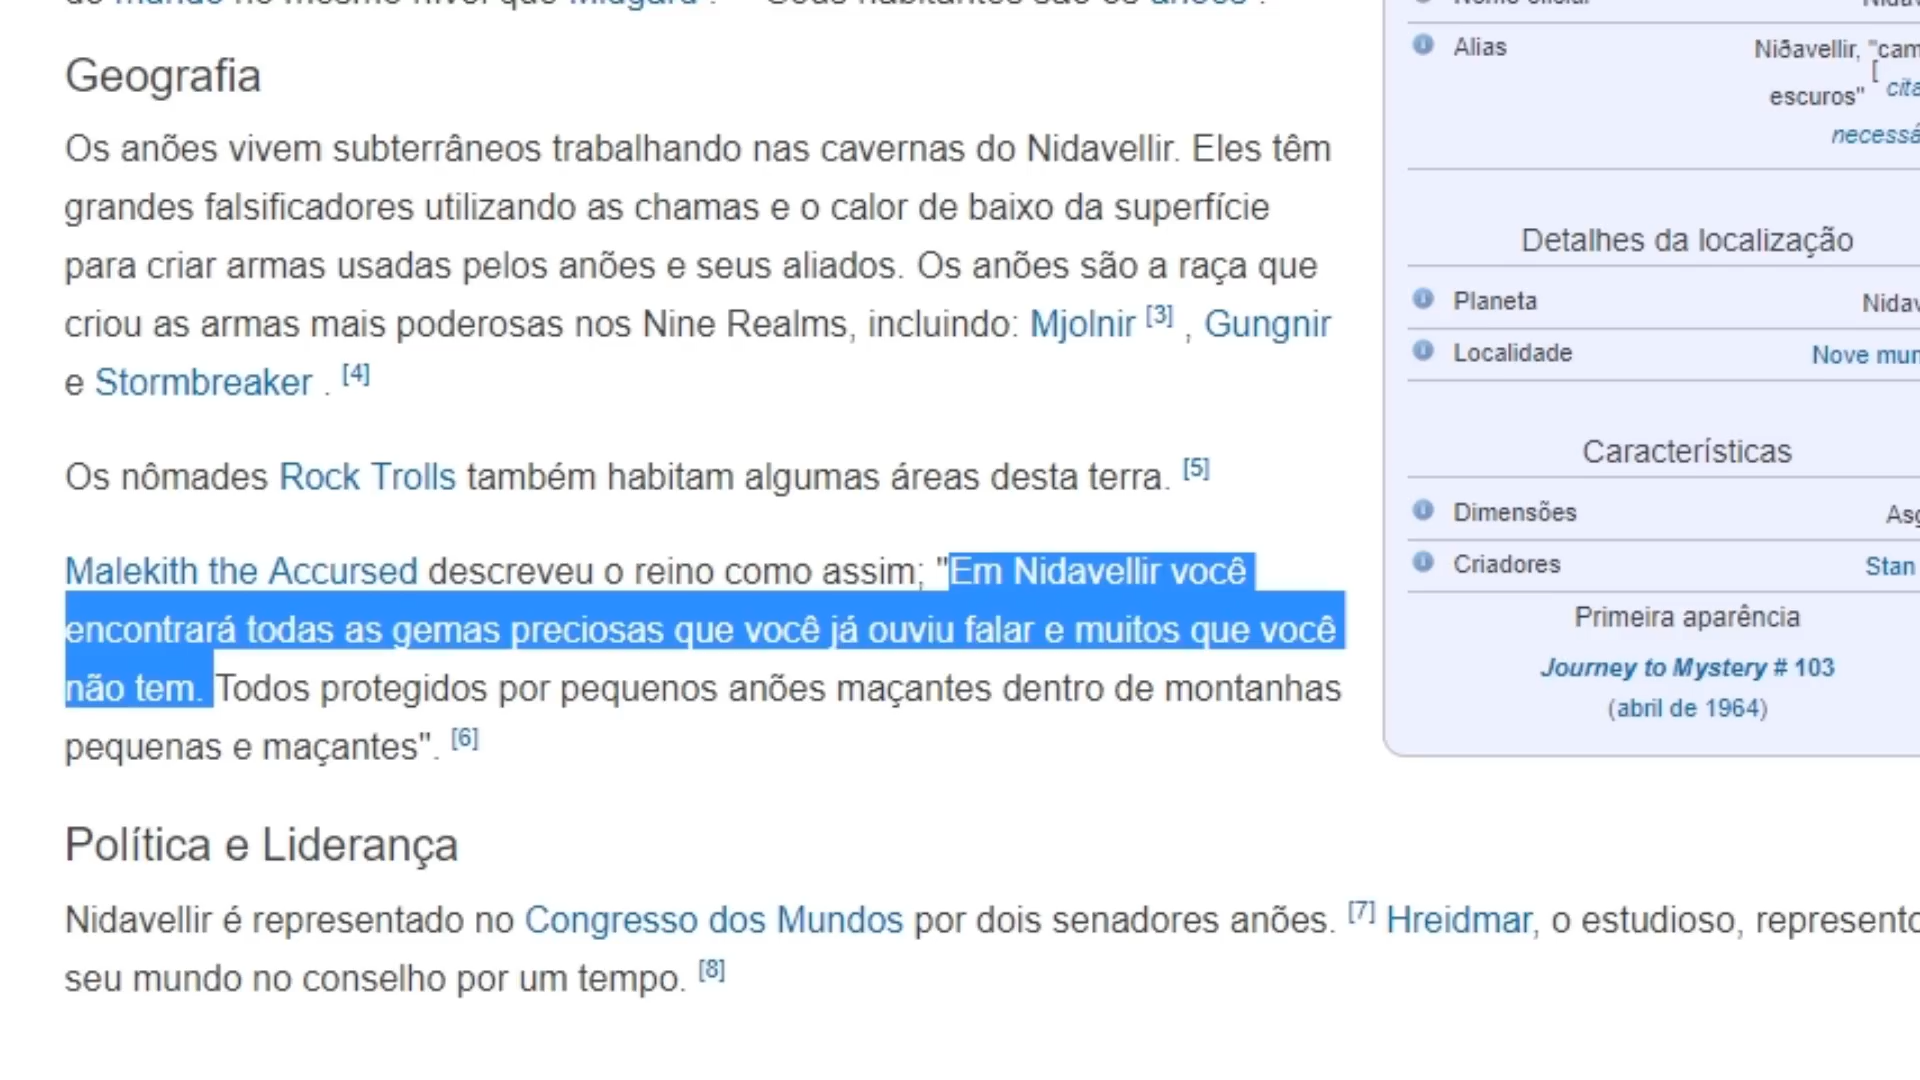 Geografia
Os anões vivem subterrâneos trabalhando nas cavernas do Nidavellir. Eles têm
grandes falsificadores utilizando as chamas e o calor de baixo da superfície
para criar armas usadas pelos anões e seus aliados. Os anões são a raça que
criou as armas mais poderosas nos Nine Realms, incluindo: Mjolnir [3] , Gungnir
e Stormbreaker . [4]
Os nômades Rock Trolls também habitam algumas áreas desta terra. [5]
Malekith the Accursed descreveu o reino como assim; "Em Nidavellir você
encontrará todas as gemas preciosas que você já ouviu falar e muitos que você
não tem. Todos protegidos por pequenos anões maçantes dentro de montanhas
pequenas e maçantes". [6]
Política e Liderança
Nidavellir é representado no Congresso dos Mundos por dois senadores anões. [7] Hreidmar, o estudioso, represento
seu mundo no conselho por um tempo. [8]
Alias
Niðavellir, "cam
escuros" [ cita
necessá
Detalhes da localização
Planeta
Nidav
Localidade
Nove mun
Características
Dimensões
Asg
Criadores
Stan
Primeira aparência
Journey to Mystery # 103
(abril de 1964)